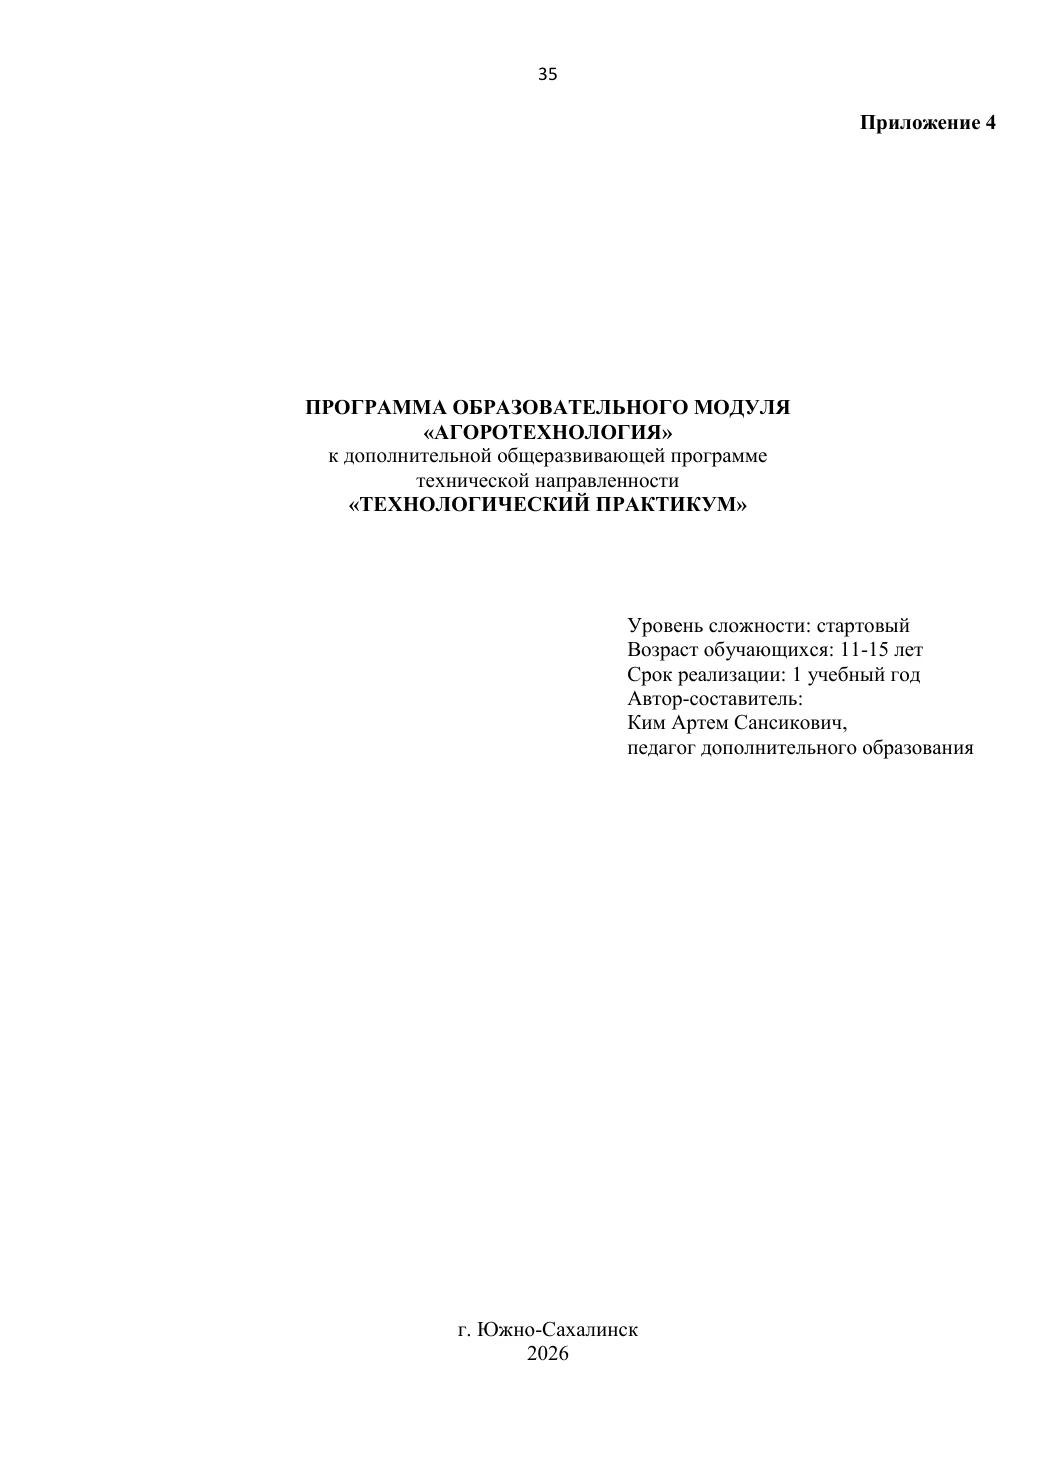 35
Приложение 4
ПРОГРАММА ОБРАЗОВАТЕЛЬНОГО МОДУЛЯ
«АГОРОТЕХНОЛОГИЯ»
к дополнительной общеразвивающей программе
технической направленности
«ТЕХНОЛОГИЧЕСКИЙ ПРАКТИКУМ»
Уровень сложности: стартовый
Возраст обучающихся: 11-15 лет
Срок реализации: 1 учебный год
Автор-составитель:
Ким Артем Сансикович,
педагог дополнительного образования
г. Южно-Сахалинск
2026